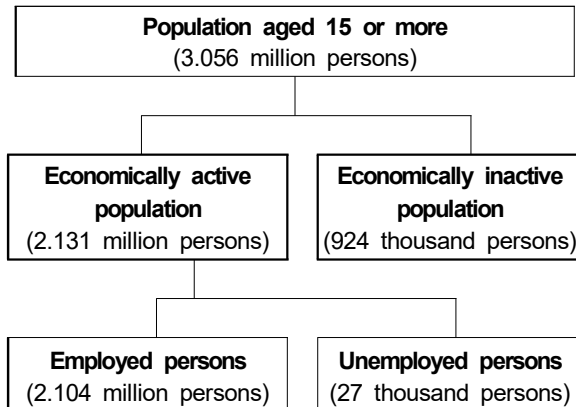 Population aged 15 or more
(3.056 million persons)
Economically active
population
(2.131 million persons)
Economically inactive
population
(924 thousand persons)
Employed persons
(2.104 million persons)
Unemployed persons
(27 thousand persons)